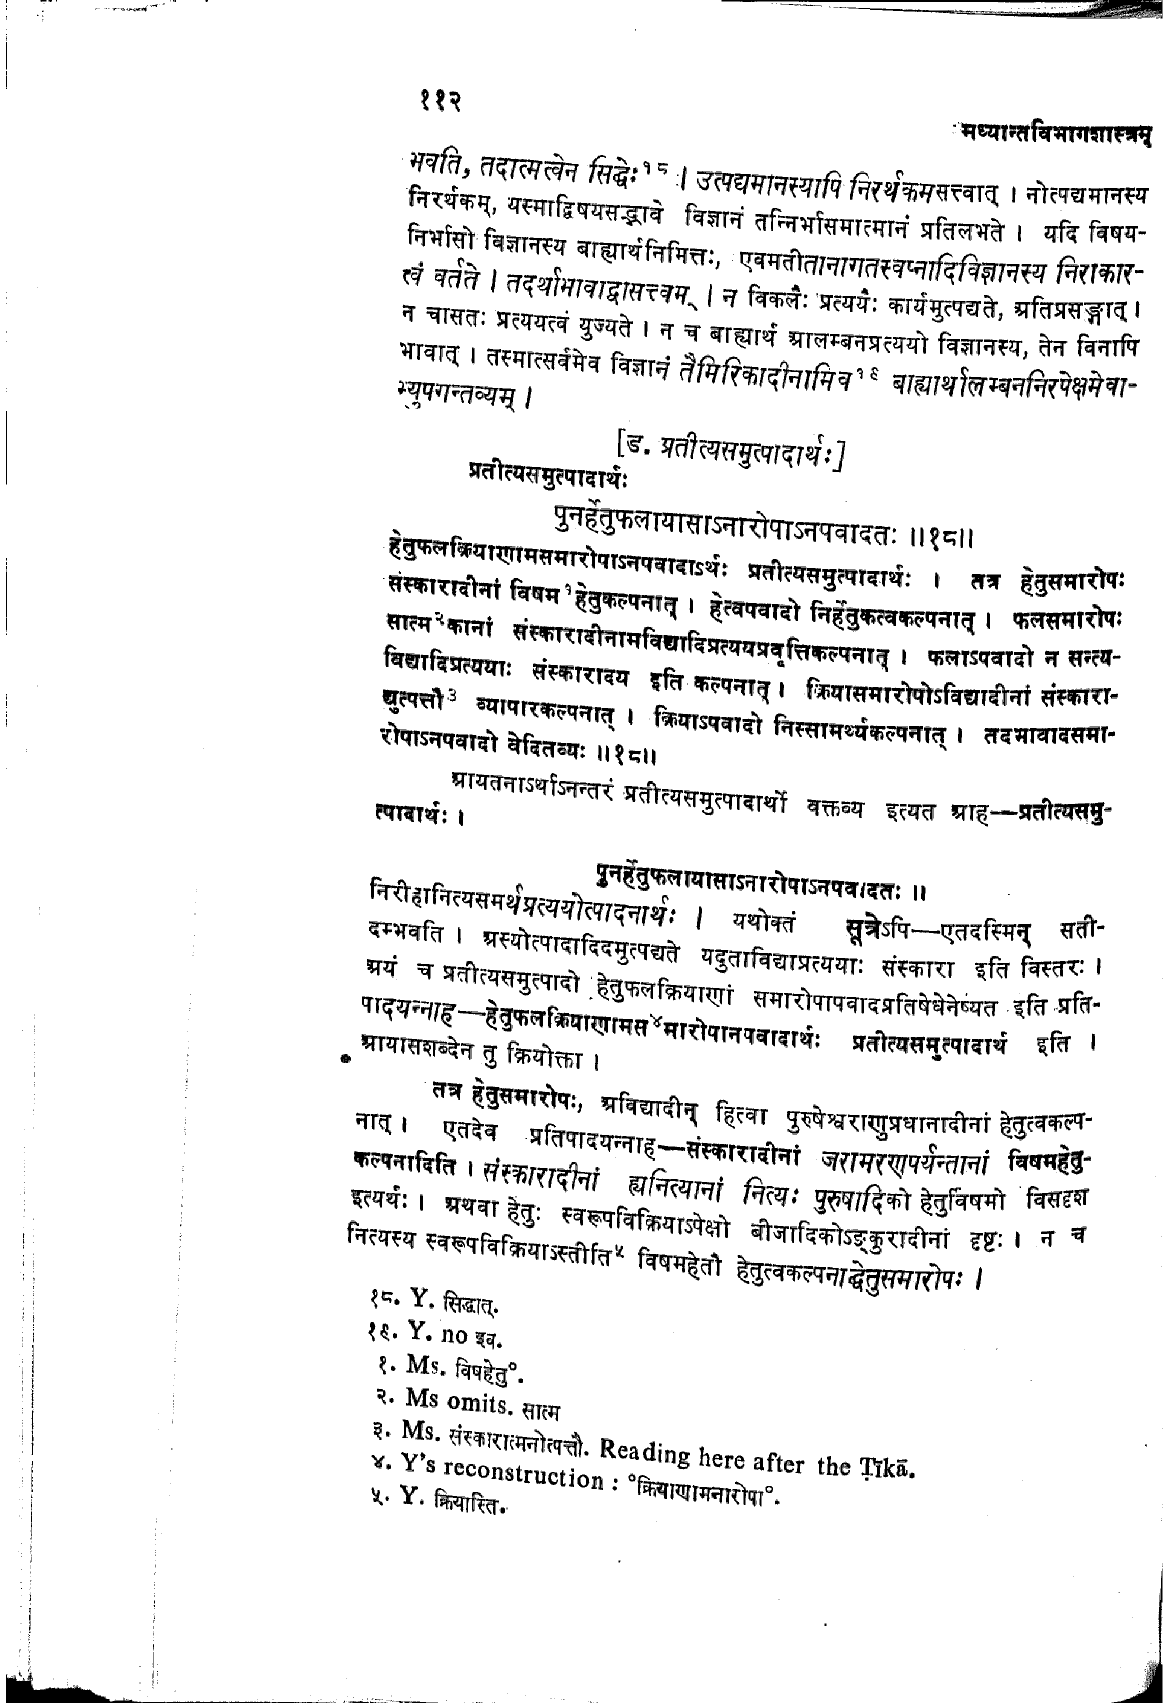 ११२
मध्यान्तविभागशास्त्रम्
भवति, तदात्मत्वेन सिद्धेः१८ । उत्पद्यमानस्यापि निरर्थकमसत्त्वात् । नोत्पद्यमानस्य
निरर्थकम्, यस्माद्विषयसद्भावे विज्ञानं तन्निर्भासमात्मानं प्रतिलभते । यदि विषय-
निर्भासो विज्ञानस्य बाह्यार्थनिमित्तः, एवमतीतानागतस्वप्नादिविज्ञानस्य निराकार-
त्वं वर्तते । तदर्थाभावाद्वासत्त्वम् । न विकलैः प्रत्ययैः कार्यमुत्पद्यते, अतिप्रसङ्गात् ।
न चासतः प्रत्ययत्वं युज्यते । न च बाह्यार्थ आलम्बनप्रत्ययो विज्ञानस्य, तेन विनापि
भावात् । तस्मात्सर्वमेव विज्ञानं तैमिरिकादीनामिव१९ बाह्यार्थालम्बननिरपेक्षमेवा-
भ्युपगन्तव्यम् ।
[ड. प्रतीत्यसमुत्पादार्थः]
प्रतीत्यसमुत्पादार्थः
पुनर्हेतुफलायासाऽनारोपाऽनपवादतः ॥१८॥
हेतुफलक्रियाणामसमारोपाऽनपवादाऽर्थः प्रतीत्यसमुत्पादार्थः । तत्र हेतुसमारोपः
संस्कारादीनां विषम१हेतुकल्पनात् । हेत्वपवादो निर्हेतुकत्वकल्पनात् । फलसमारोपः
सात्म२कानां संस्कारादीनामविद्यादिप्रत्ययप्रवृत्तिकल्पनात् । फलाऽपवादो न सन्त्य-
विद्यादिप्रत्ययाः संस्कारादय इति कल्पनात् । क्रियासमारोपोऽविद्यादीनां संस्कारा-
द्युत्पत्तौ३ व्यापारकल्पनात् । क्रियाऽपवादो निस्सामर्थ्यकल्पनात् । तदभावादसमा-
रोपाऽनपवादो वेदितव्यः ॥१८॥
आयतनाऽर्थाऽनन्तरं प्रतीत्यसमुत्पादार्थो वक्तव्य इत्यत आह—प्रतीत्यसमु-
त्पादार्थः ।
पुनर्हेतुफलायासाऽनारोपाऽनपवादतः ॥
निरीहानित्यसमर्थप्रत्ययोत्पादनार्थः । यथोक्तं सूत्रेऽपि—एतदस्मिन् सती-
दम्भवति । अस्योत्पादादिदमुत्पद्यते यदुताविद्याप्रत्ययाः संस्कारा इति विस्तरः ।
अयं च प्रतीत्यसमुत्पादो हेतुफलक्रियाणां समारोपापवादप्रतिषेधेनेष्यत इति प्रति-
पादयन्नाह—हेतुफलक्रियाणामस४मारोपानपवादार्थः प्रतीत्यसमुत्पादार्थ इति ।
आयासशब्देन तु क्रियोक्ता ।
तत्र हेतुसमारोपः, अविद्यादीन् हित्वा पुरुषेश्वराणुप्रधानादीनां हेतुत्वकल्प-
नात् । एतदेव प्रतिपादयन्नाह—संस्कारादीनां जरामरणपर्यन्तानां विषमहेतु-
कल्पनादिति । संस्कारादीनां ह्यनित्यानां नित्यः पुरुषादिको हेतुर्विषमो विसदृश
इत्यर्थः । अथवा हेतुः स्वरूपविक्रियाऽपेक्षो बीजादिकोऽङ्कुरादीनां दृष्टः । न च
नित्यस्य स्वरूपविक्रियाऽस्तीति५ विषमहेतौ हेतुत्वकल्पनाद्धेतुसमारोपः ।
१८. Y. सिद्धात्.
१९. Y. no इव.
१. Ms. विषहेतु°.
२. Ms omits. सात्म
३. Ms. संस्कारात्मनोत्पत्तौ. Reading here after the Ṭīkā.
४. Y's reconstruction : °क्रियाणामनारोपा°.
५. Y. क्रियास्ति.